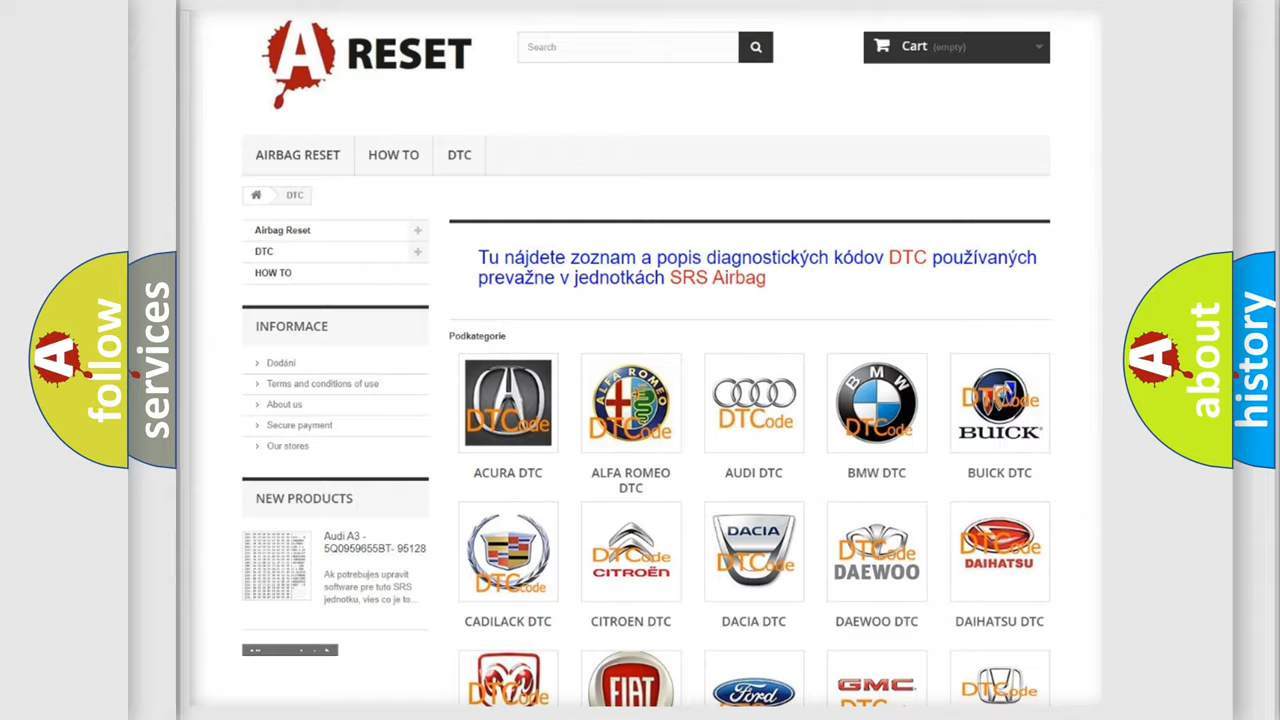 A RESET
Search
Cart (empty)
AIRBAG RESET
HOW TO
DTC
DTC
Airbag Reset
DTC
HOW TO
Tu nájdete zoznam a popis diagnostických kódov DTC používaných
prevažne v jednotkách SRS Airbag
INFORMACE
Dodání
Terms and conditions of use
About us
Secure payment
Our stores
NEW PRODUCTS
Audi A3 -
5Q0959655BT- 95128
Ak potrebujes upravit
software pre tuto SRS
jednotku, vies co je to...
Podkategorie
DTCode
ALFA ROMEO
DTCode
DTCode
BMW
DTCode
DTCode
BUICK
ACURA DTC
ALFA ROMEO
DTC
AUDI DTC
BMW DTC
BUICK DTC
DTCode
DTCode
CITROËN
DACIA
DTCode
DTCode
DAEWOO
DTCode
DAIHATSU
CADILACK DTC
CITROEN DTC
DACIA DTC
DAEWOO DTC
DAIHATSU DTC
DTCode
FIAT
Ford
GMC
DTCode
A follow
services
A about
history